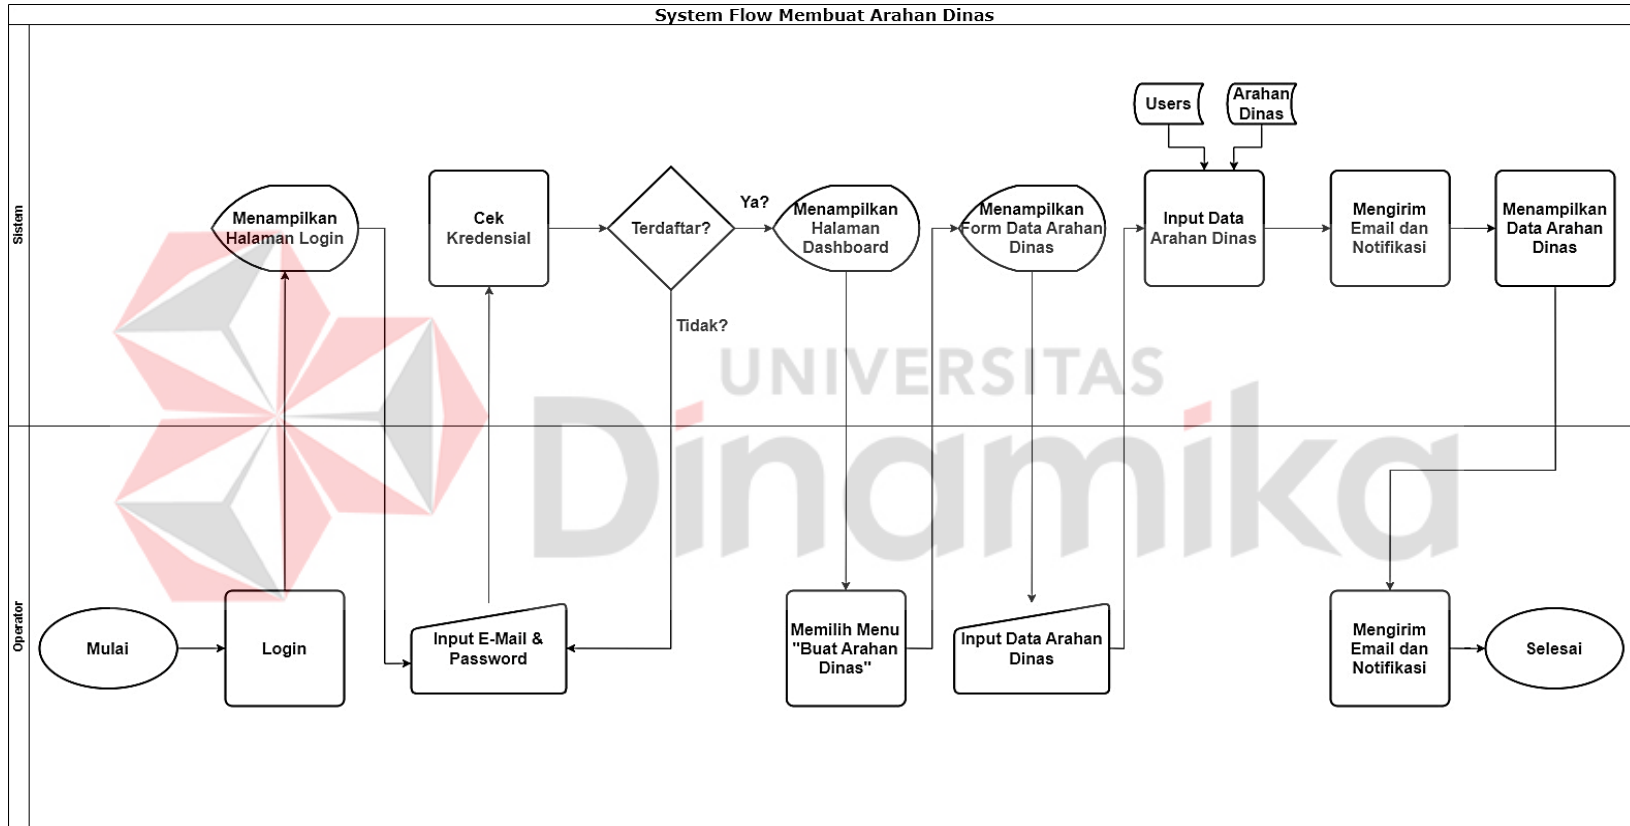 System Flow Membuat Arahan Dinas
Sistem
Users
Arahan
Dinas
Menampilkan
Halaman Login
Cek
Kredensial
Terdaftar?
Ya?
Tidak?
Menampilkan
Halaman
Dashboard
Menampilkan
Form Data Arahan
Dinas
Input Data
Arahan Dinas
Mengirim
Email dan
Notifikasi
Menampilkan
Data Arahan
Dinas
UNIVERSITAS
Dinamika
Operator
Mulai
Login
Input E-Mail &
Password
Memilih Menu
"Buat Arahan
Dinas"
Input Data Arahan
Dinas
Mengirim
Email dan
Notifikasi
Selesai